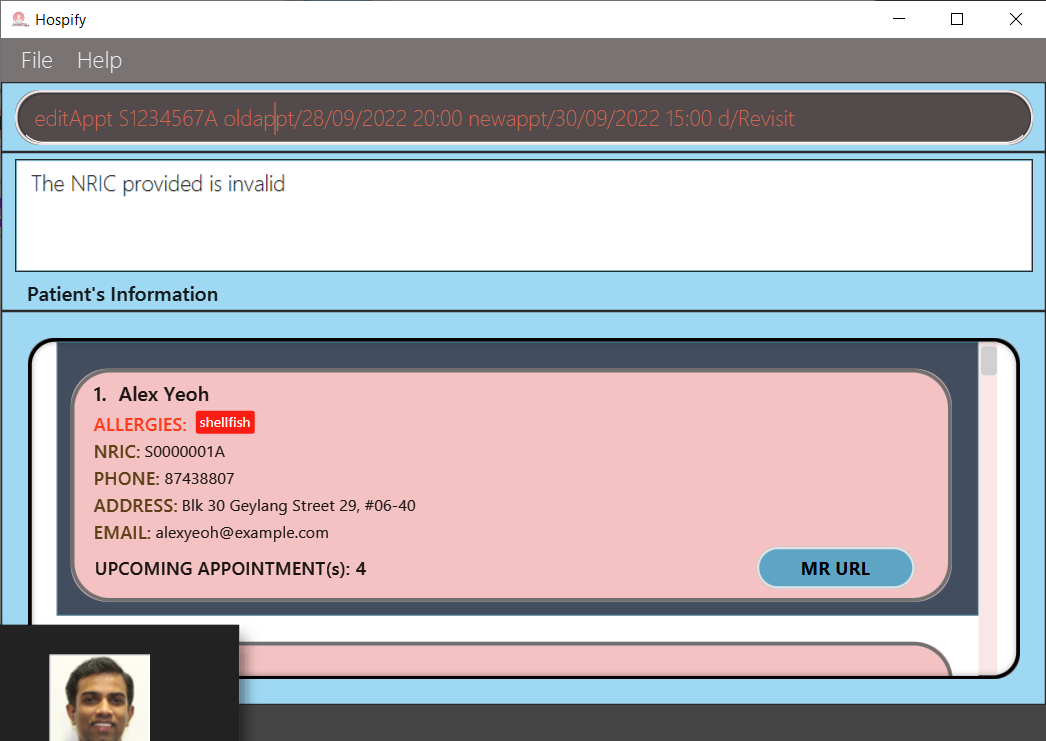 Hospify
File Help
editAppt S1234567A oldappt/28/09/2022 20:00 newappt/30/09/2022 15:00 d/Revisit
The NRIC provided is invalid
Patient's Information
1. Alex Yeoh
ALLERGIES: shellfish
NRIC: S0000001A
PHONE: 87438807
ADDRESS: Blk 30 Geylang Street 29, #06-40
EMAIL: alexyeoh@example.com
UPCOMING APPOINTMENT(s): 4
MR URL